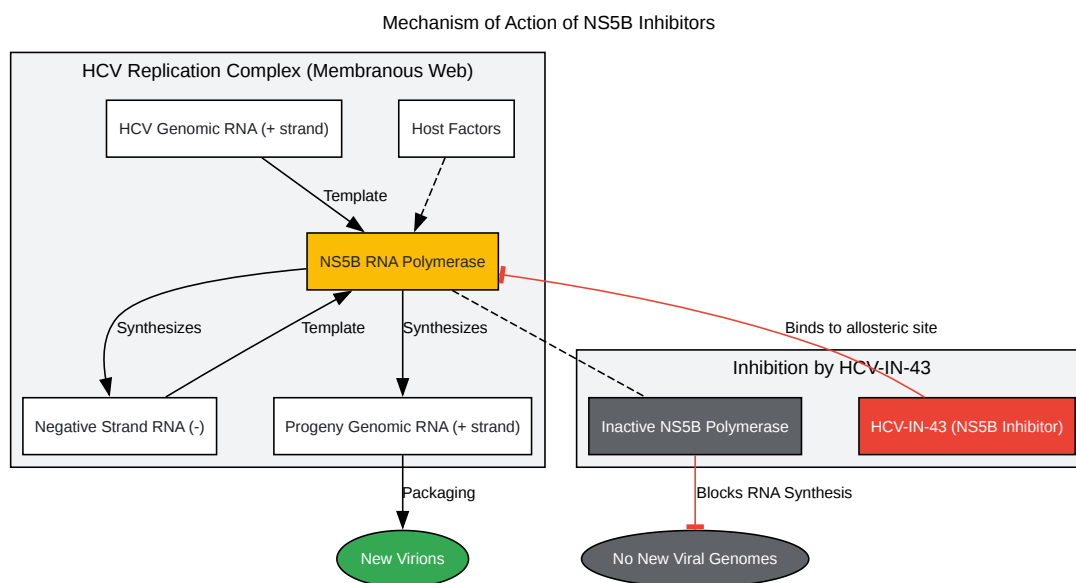 Mechanism of Action of NS5B Inhibitors
HCV Replication Complex (Membranous Web)
HCV Genomic RNA (+ strand)
Host Factors
Template
NS5B RNA Polymerase
Synthesizes
Template
Synthesizes
Binds to allosteric site
Inhibition by HCV-IN-43
Negative Strand RNA (-)
Progeny Genomic RNA (+ strand)
Inactive NS5B Polymerase
HCV-IN-43 (NS5B Inhibitor)
Packaging
Blocks RNA Synthesis
New Virions
No New Viral Genomes